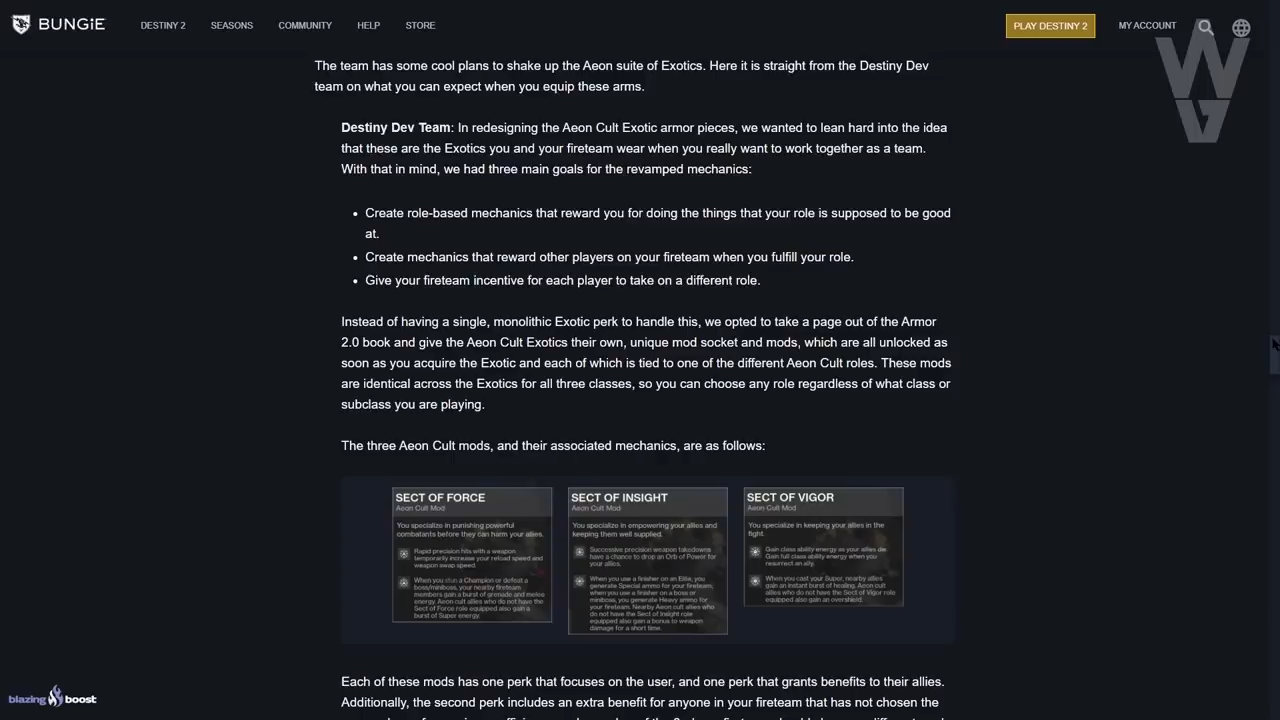 BUNGIE
DESTINY 2
SEASONS
COMMUNITY
HELP
STORE
PLAY DESTINY 2
MY ACCOUNT
WG
The team has some cool plans to shake up the Aeon suite of Exotics. Here it is straight from the Destiny Dev
team on what you can expect when you equip these arms.
Destiny Dev Team: In redesigning the Aeon Cult Exotic armor pieces, we wanted to lean hard into the idea
that these are the Exotics you and your fireteam wear when you really want to work together as a team.
With that in mind, we had three main goals for the revamped mechanics:
• Create role-based mechanics that reward you for doing the things that your role is supposed to be good
at.
• Create mechanics that reward other players on your fireteam when you fulfill your role.
• Give your fireteam incentive for each player to take on a different role.
Instead of having a single, monolithic Exotic perk to handle this, we opted to take a page out of the Armor
2.0 book and give the Aeon Cult Exotics their own, unique mod socket and mods, which are all unlocked as
soon as you acquire the Exotic and each of which is tied to one of the different Aeon Cult roles. These mods
are identical across the Exotics for all three classes, so you can choose any role regardless of what class or
subclass you are playing.
The three Aeon Cult mods, and their associated mechanics, are as follows:
SECT OF FORCE
Aeon Cult Mod
You specialize in punishing powerful
combatants before they can harm your allies.
Rapid precision hits with a weapon
temporarily increase your reload speed and
weapon swap speed.
When you stun a Champion or defeat a
boss/miniboss, your nearby fireteam
members gain a burst of grenade and melee
energy. Aeon cult allies who do not have the
Sect of Force role equipped also gain a
burst of Super energy.
SECT OF INSIGHT
Aeon Cult Mod
You specialize in empowering your allies and
keeping them well supplied.
Successive precision weapon takedowns
have a chance to drop an Orb of Power for
your allies.
When you use a finisher on an Elite, you
generate Special ammo for your fireteam,
when you use a finisher on a boss or
miniboss, you generate Heavy ammo for
your fireteam. Nearby Aeon cult allies who
do not have the Sect of Insight role
equipped also gain a bonus to weapon
damage for a short time.
SECT OF VIGOR
Aeon Cult Mod
You specialize in keeping your allies in the
fight.
Gain class ability energy as your allies die.
Gain full class ability energy when you
resurrect an ally.
When you cast your Super, nearby allies
gain an instant burst of healing. Aeon cult
allies who do not have the Sect of Vigor role
equipped also gain an overshield.
Each of these mods has one perk that focuses on the user, and one perk that grants benefits to their allies.
Additionally, the second perk includes an extra benefit for anyone in your fireteam that has not chosen the
blazing boost